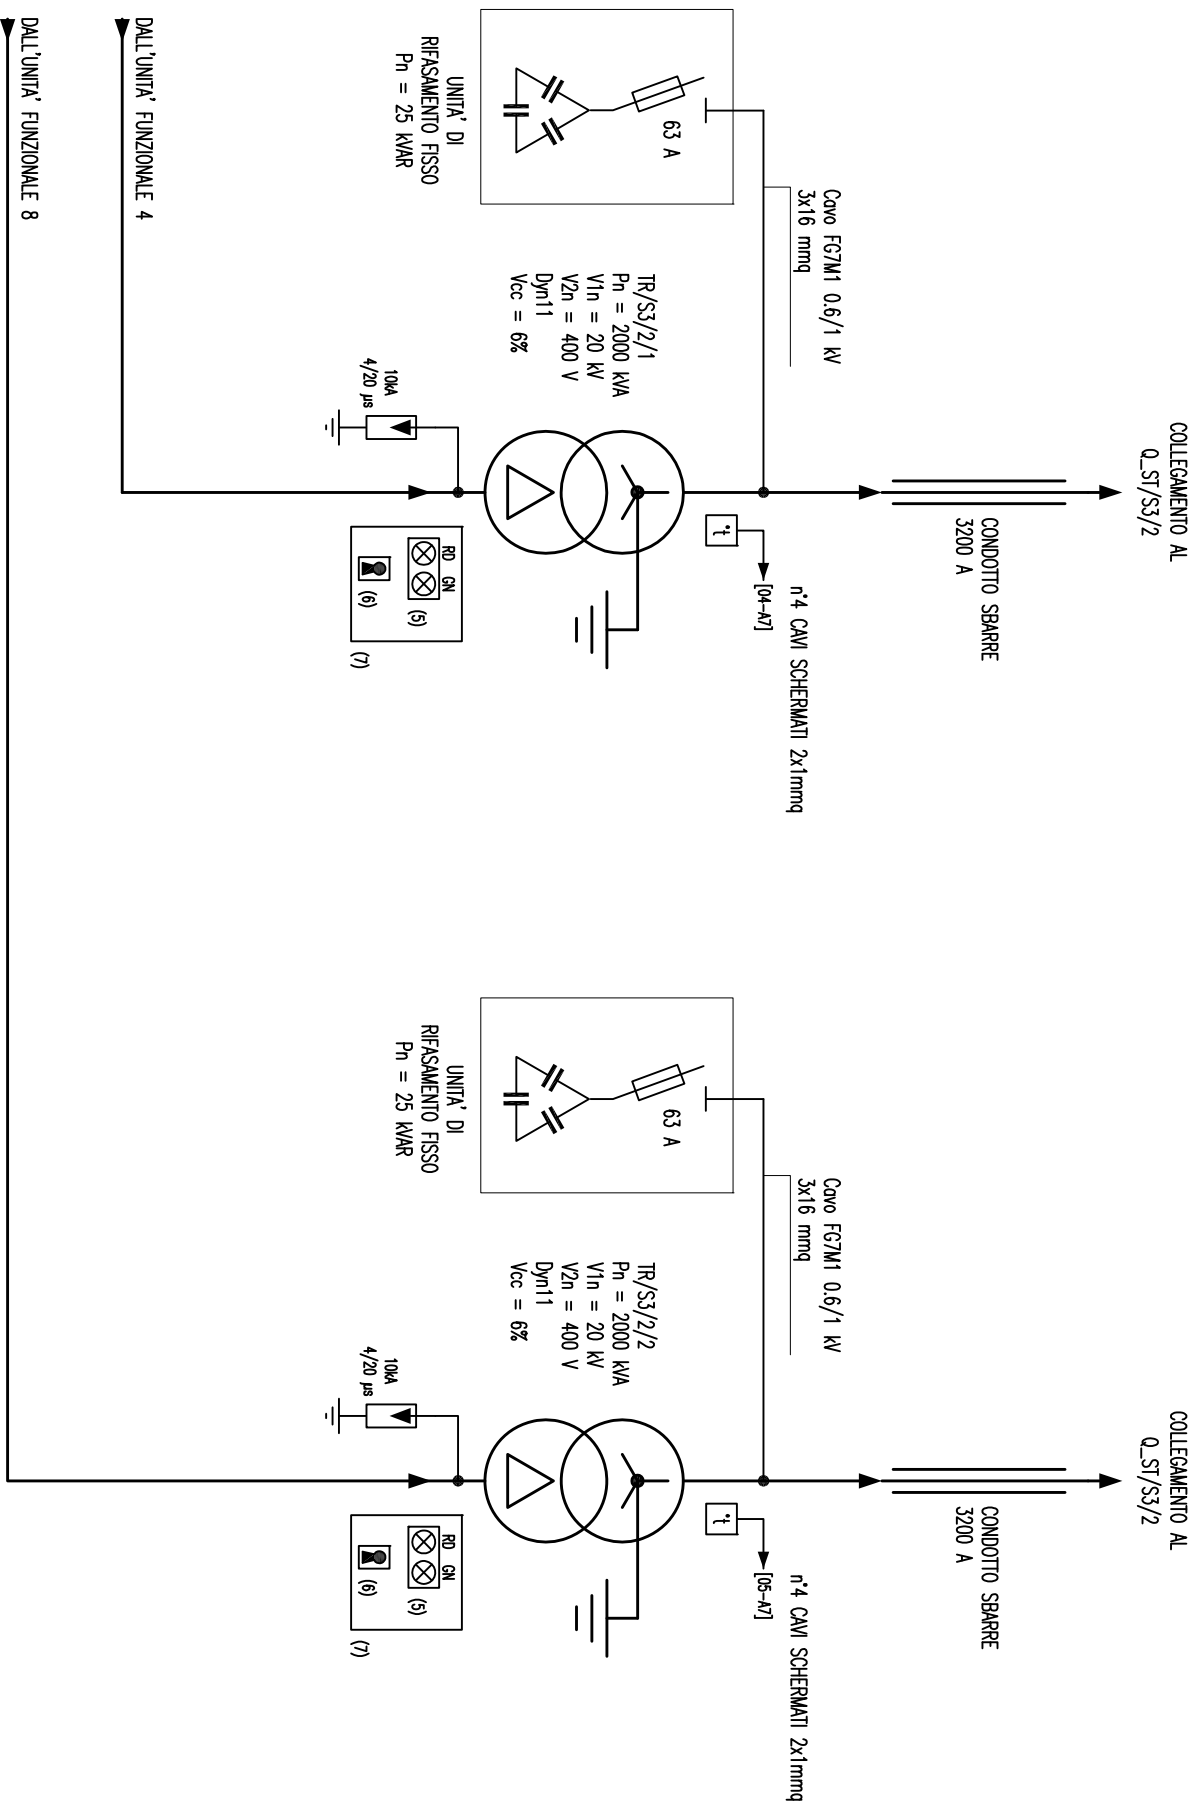 COLLEGAMENTO AL
Q_ST/S3/2
CONDOTTO SBARRE
3200 A
Cavo FG7M1 0.6/1 kV
3x16 mmq
n°4 CAVI SCHERMATI 2x1mmq
[04-A7]
t°
63 A
UNITA' DI
RIFASAMENTO FISSO
Pn = 25 kVAR
TR/S3/2/1
Pn = 2000 kVA
V1n = 20 kV
V2n = 400 V
Dyn11
Vcc = 6%
10kA
4/20 µs
RD GN
(5)
(6)
(7)
DALL'UNITA' FUNZIONALE 4
COLLEGAMENTO AL
Q_ST/S3/2
CONDOTTO SBARRE
3200 A
Cavo FG7M1 0.6/1 kV
3x16 mmq
n°4 CAVI SCHERMATI 2x1mmq
[05-A7]
t°
63 A
UNITA' DI
RIFASAMENTO FISSO
Pn = 25 kVAR
TR/S3/2/2
Pn = 2000 kVA
V1n = 20 kV
V2n = 400 V
Dyn11
Vcc = 6%
10kA
4/20 µs
RD GN
(5)
(6)
(7)
DALL'UNITA' FUNZIONALE 8